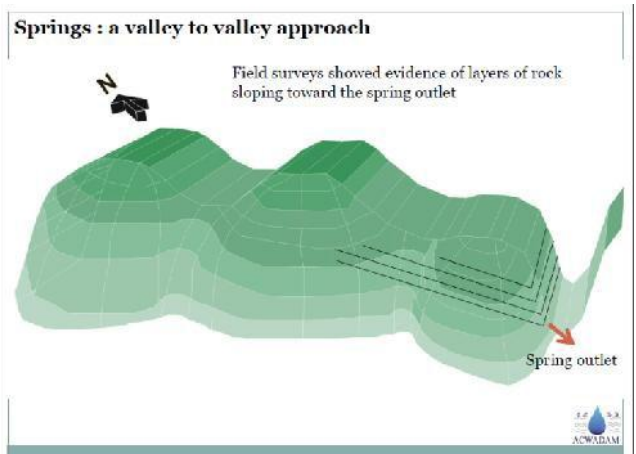 Springs : a valley to valley approach
N
Field surveys showed evidence of layers of rock
sloping toward the spring outlet
Spring outlet
ACWADAM